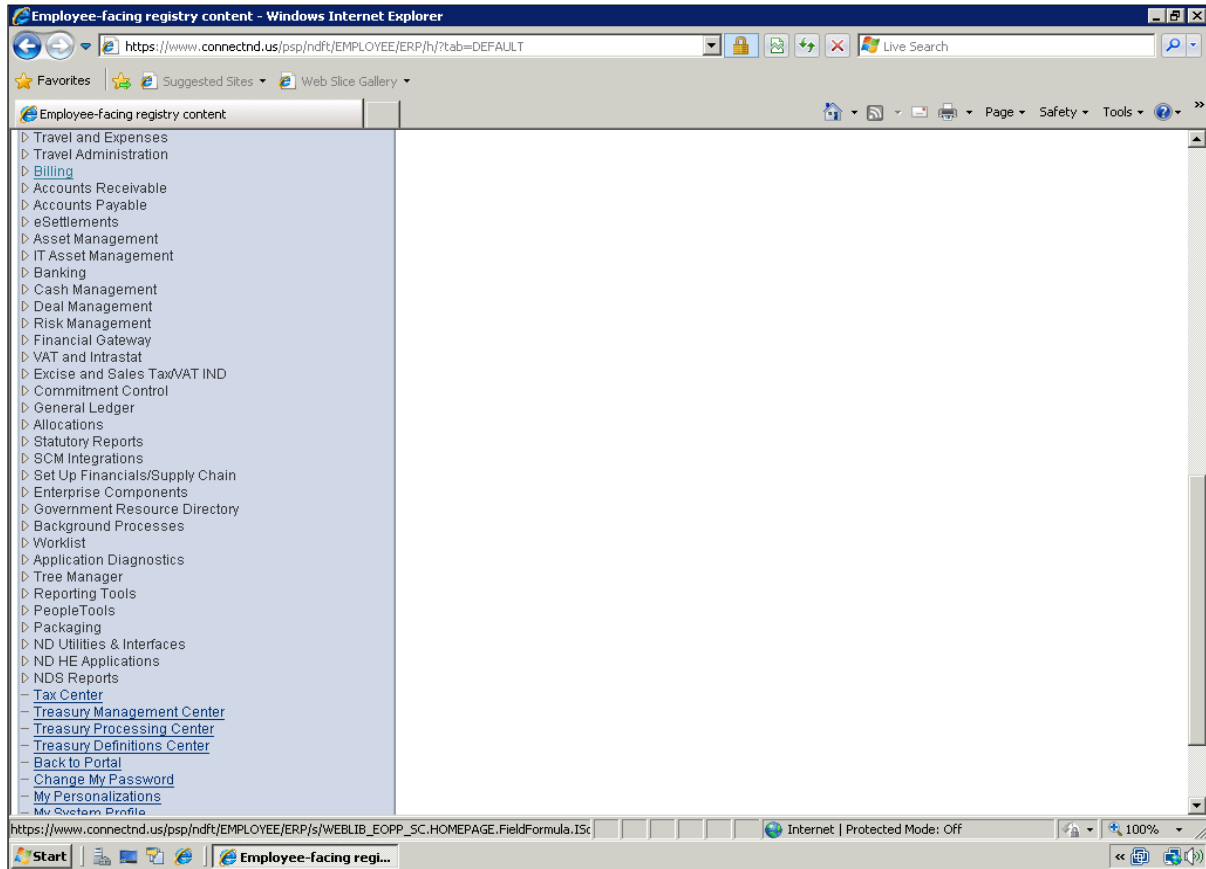 Employee-facing registry content - Windows Internet Explorer
https://www.connectnd.us/psp/ndft/EMPLOYEE/ERP/h/?tab=DEFAULT
Live Search
Favorites
Suggested Sites
Web Slice Gallery
Employee-facing registry content
Page
Safety
Tools
»
Travel and Expenses
Travel Administration
Billing
Accounts Receivable
Accounts Payable
eSettlements
Asset Management
IT Asset Management
Banking
Cash Management
Deal Management
Risk Management
Financial Gateway
VAT and Intrastat
Excise and Sales Tax/VAT IND
Commitment Control
General Ledger
Allocations
Statutory Reports
SCM Integrations
Set Up Financials/Supply Chain
Enterprise Components
Government Resource Directory
Background Processes
Worklist
Application Diagnostics
Tree Manager
Reporting Tools
PeopleTools
Packaging
ND Utilities & Interfaces
ND HE Applications
NDS Reports
Tax Center
Treasury Management Center
Treasury Processing Center
Treasury Definitions Center
Back to Portal
Change My Password
My Personalizations
My System Profile
https://www.connectnd.us/psp/ndft/EMPLOYEE/ERP/s/WEBLIB_EOPP_SC.HOMEPAGE.FieldFormula.ISc
Internet | Protected Mode: Off
100%
Start
Employee-facing regi...
«